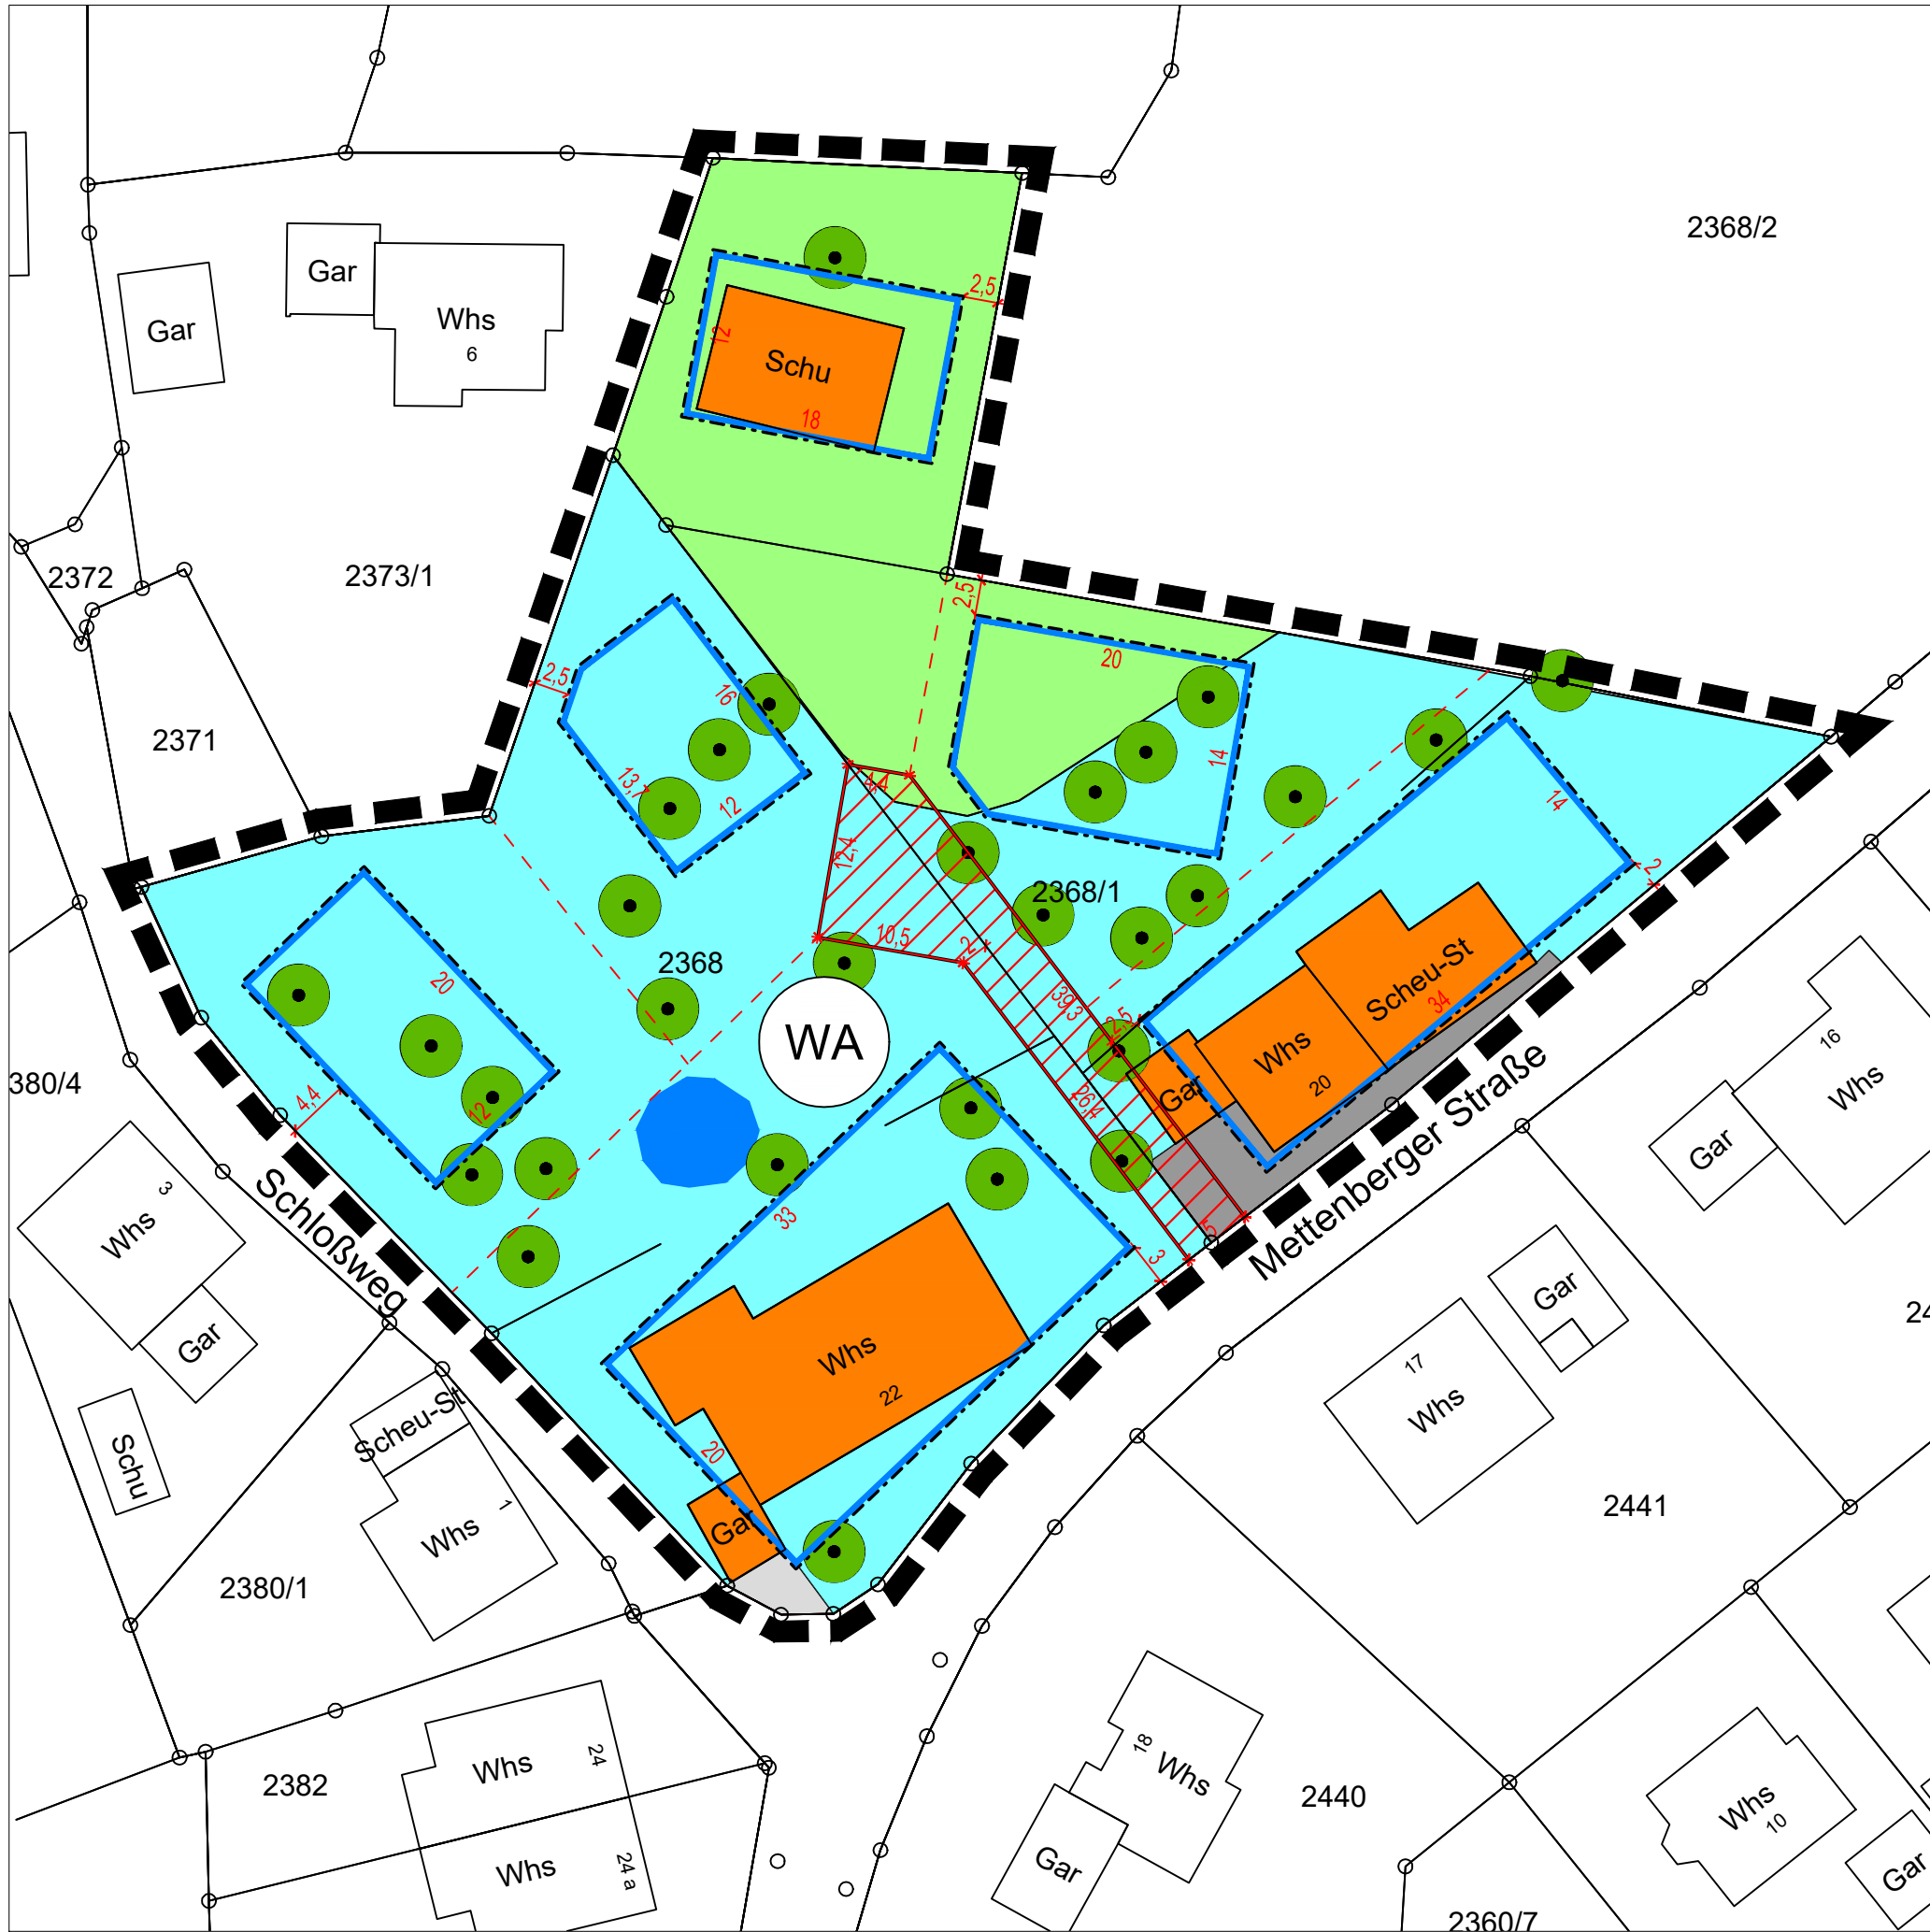 2368/2
Gar
Gar
Whs
6
2,5
12
Schu
18
2372
2373/1
2,5
2,5
20
16
2371
13,7
12
14
14
4,4
12,4
2368/1
2
10,5
2
2368
20
39,3
2,5
34
Scheu-St
Whs
20
Gar
WA
380/4
4,4
12
26,4
16
Whs
Gar
Mettenberger Straße
Schloßweg
3
Whs
Gar
33
5
3
Gar
Whs
22
17
Whs
Scheu-St
1
Whs
Schu
20
Gar
2441
2380/1
24
Whs
24
2382
Whs
24 a
18
Whs
Gar
2440
Whs
10
Gar
2360/7